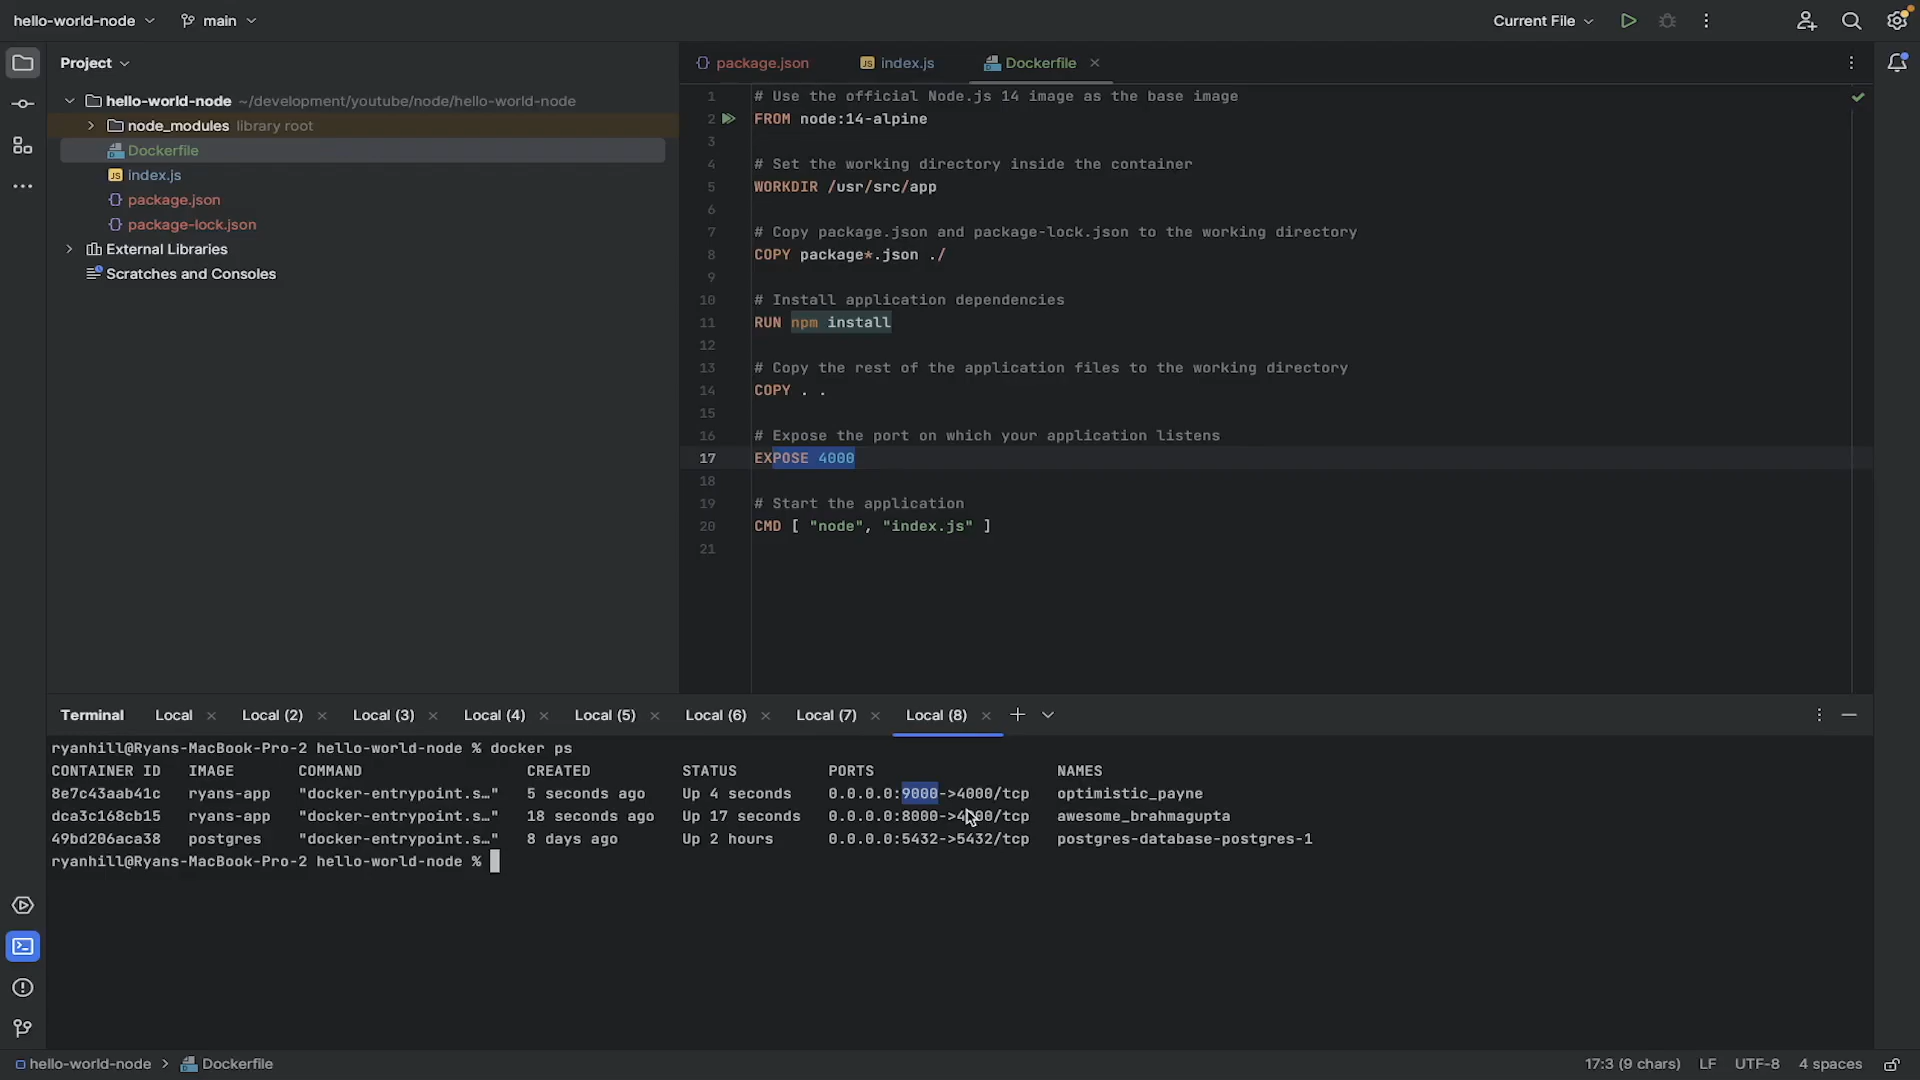 hello-world-node
main
Current File
Project
package.json
index.js
Dockerfile
hello-world-node ~/development/youtube/node/hello-world-node
node_modules library root
Dockerfile
index.js
package.json
package-lock.json
External Libraries
Scratches and Consoles
1 # Use the official Node.js 14 image as the base image
2 FROM node:14-alpine
3
4 # Set the working directory inside the container
5 WORKDIR /usr/src/app
6
7 # Copy package.json and package-lock.json to the working directory
8 COPY package*.json ./
9
10 # Install application dependencies
11 RUN npm install
12
13 # Copy the rest of the application files to the working directory
14 COPY . .
15
16 # Expose the port on which your application listens
17 EXPOSE 4000
18
19 # Start the application
20 CMD [ "node", "index.js" ]
21
Terminal Local Local (2) Local (3) Local (4) Local (5) Local (6) Local (7) Local (8)
ryanhill@Ryans-MacBook-Pro-2 hello-world-node % docker ps
CONTAINER ID IMAGE COMMAND CREATED STATUS PORTS NAMES
8e7c43aab41c ryans-app "docker-entrypoint.s…" 5 seconds ago Up 4 seconds 0.0.0.0:9000->4000/tcp optimistic_payne
dca3c168cb15 ryans-app "docker-entrypoint.s…" 18 seconds ago Up 17 seconds 0.0.0.0:8000->4000/tcp awesome_brahmagupta
49bd206aca38 postgres "docker-entrypoint.s…" 8 days ago Up 2 hours 0.0.0.0:5432->5432/tcp postgres-database-postgres-1
ryanhill@Ryans-MacBook-Pro-2 hello-world-node %
hello-world-node > Dockerfile
17:3 (9 chars) LF UTF-8 4 spaces